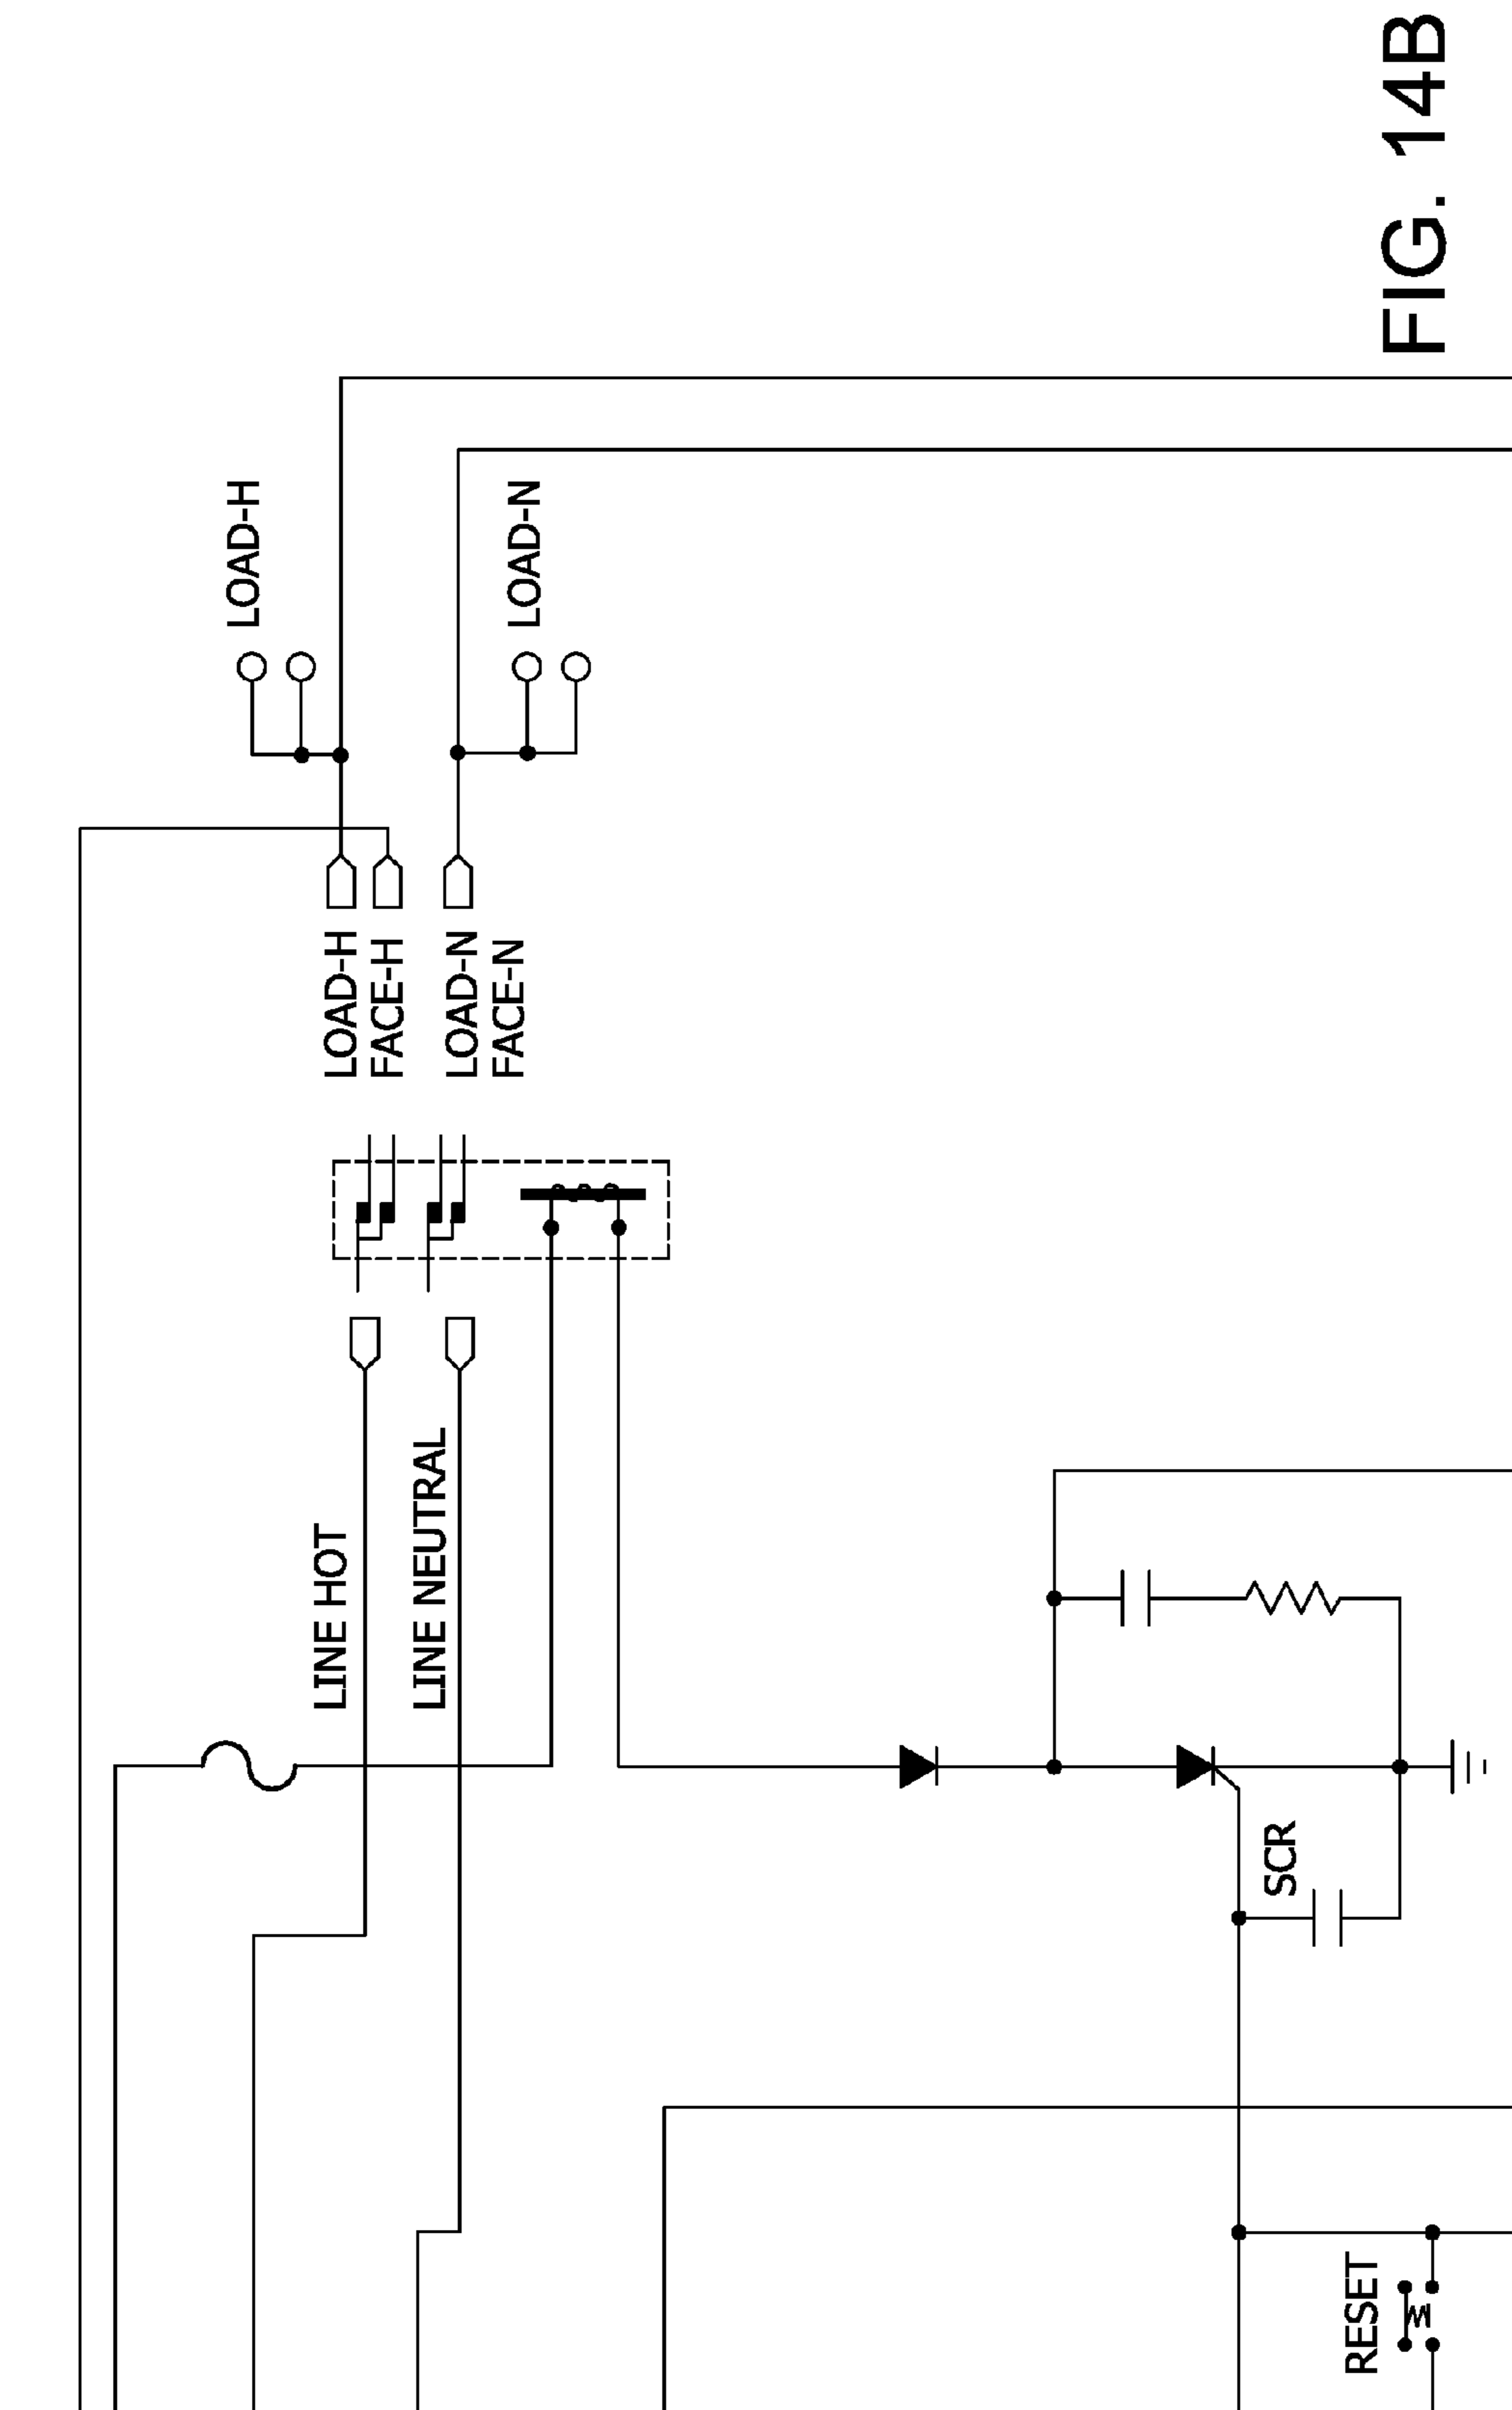 LINE HOT
LINE NEUTRAL
LOAD-H
FACE-H
LOAD-N
FACE-N
LOAD-H
LOAD-N
SCR
RESET
FIG. 14B